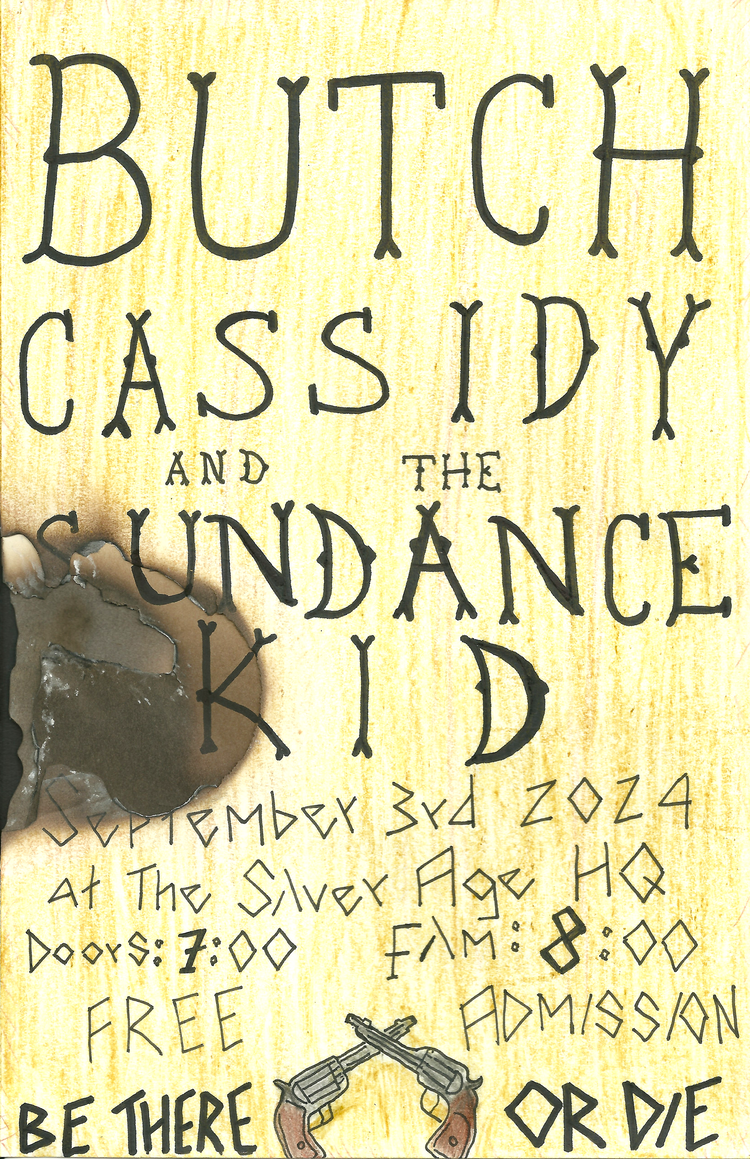 BUTCH
CASSIDY
AND THE
SUNDANCE
KID
September 3rd 2024
at The Silver Age HQ
Doors: 7:00 Film: 8:00
FREE ADMISSION
BE THERE OR DIE